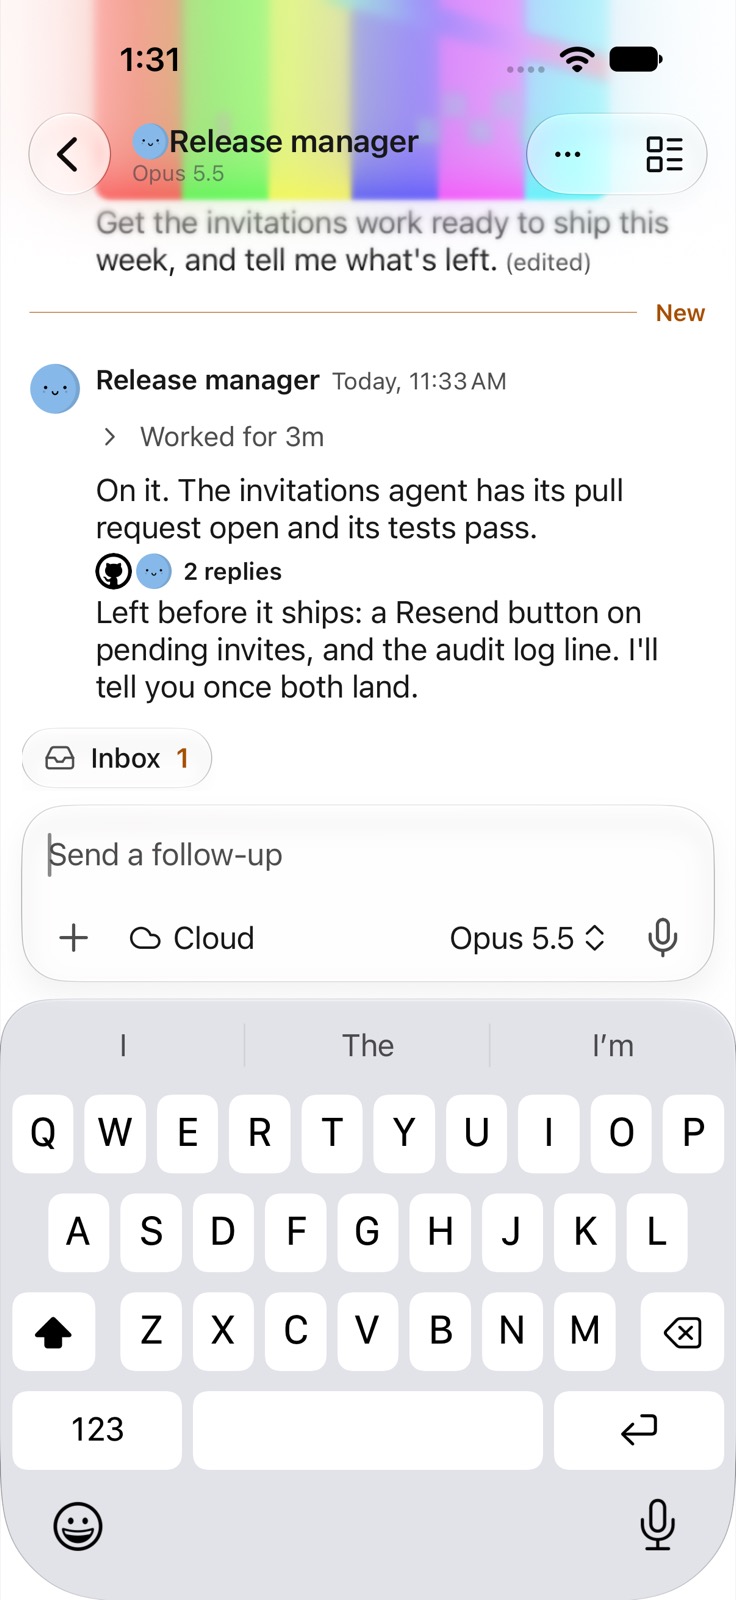 1:31
Release manager
Opus 5.5
Get the invitations work ready to ship this
week, and tell me what's left. (edited)
New
Release manager Today, 11:33 AM
Worked for 3m
On it. The invitations agent has its pull
request open and its tests pass.
2 replies
Left before it ships: a Resend button on
pending invites, and the audit log line. I'll
tell you once both land.
Inbox 1
Send a follow-up
Cloud Opus 5.5
I The I’m
Q W E R T Y U I O P
A S D F G H J K L
Z X C V B N M
123